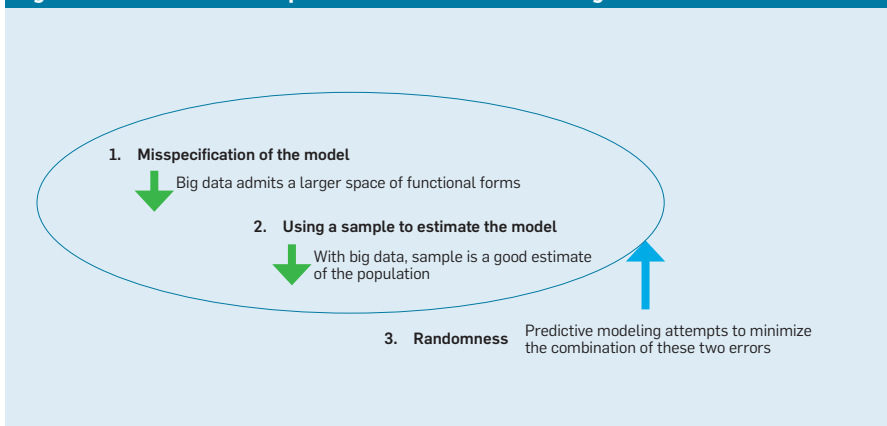 1. Misspecification of the model
Big data admits a larger space of functional forms
2. Using a sample to estimate the model
With big data, sample is a good estimate
of the population
3. Randomness
Predictive modeling attempts to minimize
the combination of these two errors